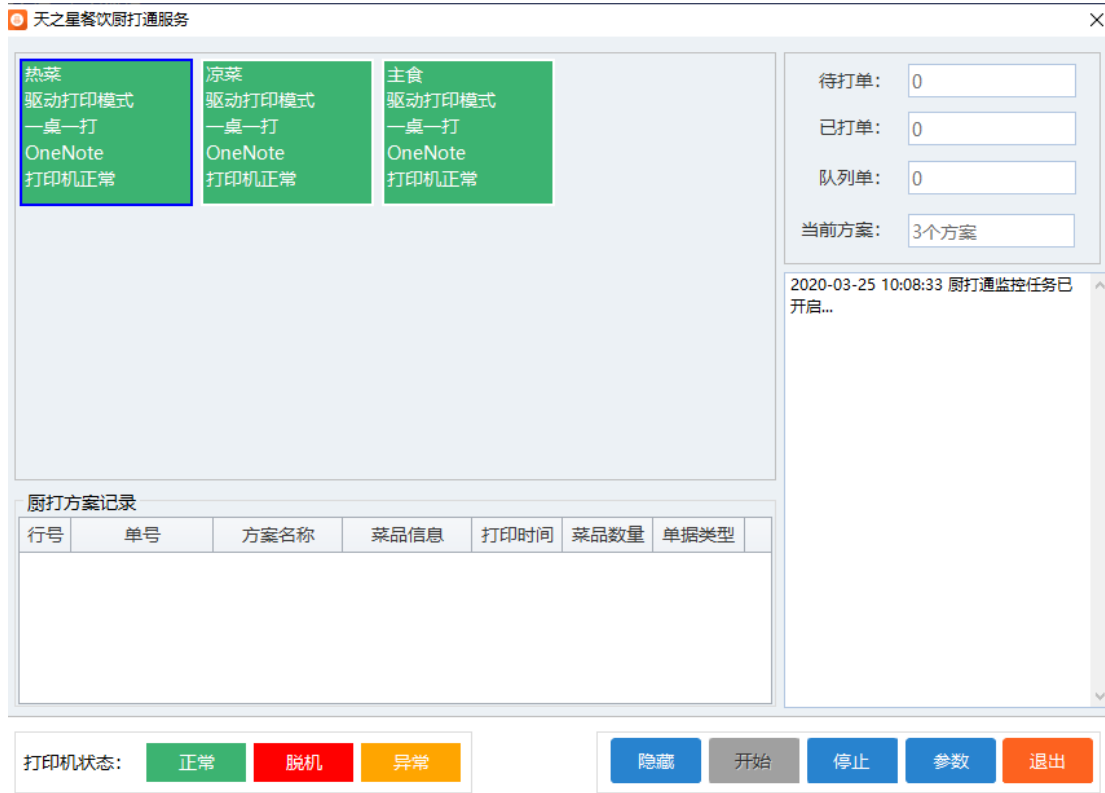 天之星餐饮厨打通服务
热菜
驱动打印模式
一桌一打
OneNote
打印机正常
凉菜
驱动打印模式
一桌一打
OneNote
打印机正常
主食
驱动打印模式
一桌一打
OneNote
打印机正常
待打单： 0
已打单： 0
队列单： 0
当前方案： 3个方案
2020-03-25 10:08:33 厨打通监控任务已
开启...
厨打方案记录
行号 单号 方案名称 菜品信息 打印时间 菜品数量 单据类型
打印机状态： 正常 脱机 异常
隐藏 开始 停止 参数 退出